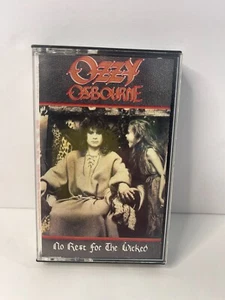 OZZY
OSBOURNE
No Rest for The Wicked